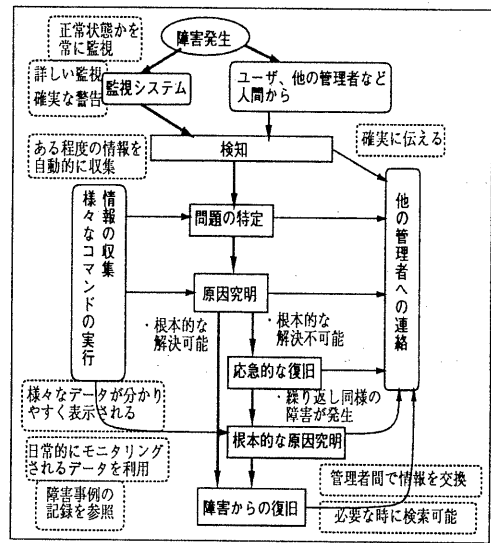 正常状態かを
常に監視
障害発生
詳しい監視
確実な警告
監視システム
ユーザ、他の管理者など
人間から
ある程度の情報を
自動的に収集
検知
確実に伝える
情報の収集
様々なコマンドの実行
問題の特定
他の管理者への連絡
原因究明
・根本的な
解決可能
・根本的な
解決不可能
応急的な復旧
・繰り返し同様の
障害が発生
様々なデータが分かり
やすく表示される
根本的な原因究明
日常的にモニタリング
されるデータを利用
障害事例の
記録を参照
障害からの復旧
管理者間で情報を交換
必要な時に検索可能